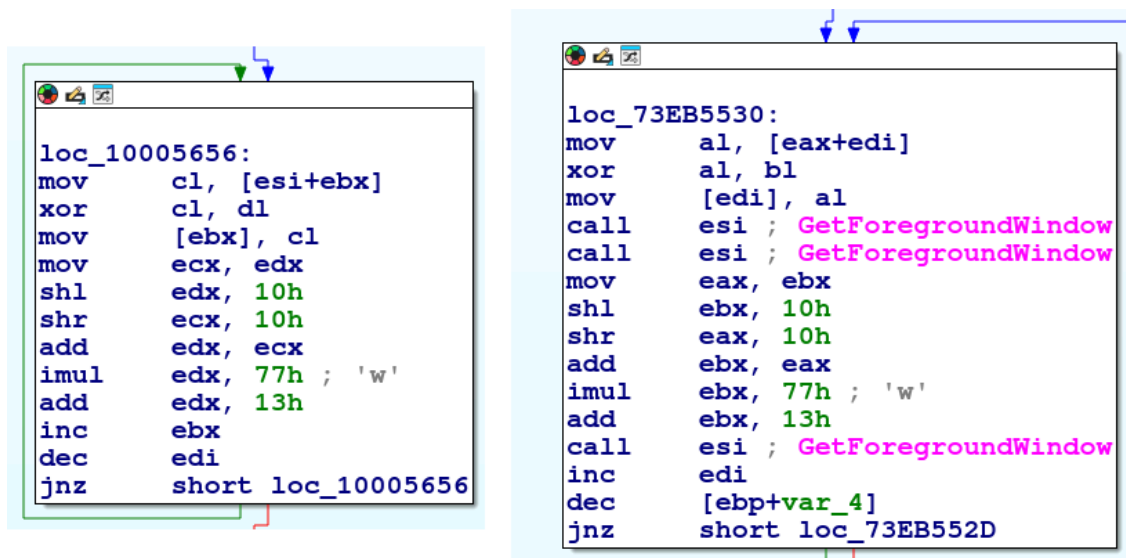 loc_10005656:
mov cl, [esi+ebx]
xor cl, dl
mov [ebx], cl
mov ecx, edx
shl edx, 10h
shr ecx, 10h
add edx, ecx
imul edx, 77h ; 'w'
add edx, 13h
inc ebx
dec edi
jnz short loc_10005656
loc_73EB5530:
mov al, [eax+edi]
xor al, bl
mov [edi], al
call esi ; GetForegroundWindow
call esi ; GetForegroundWindow
mov eax, ebx
shl ebx, 10h
shr eax, 10h
add ebx, eax
imul ebx, 77h ; 'w'
add ebx, 13h
call esi ; GetForegroundWindow
inc edi
dec [ebp+var_4]
jnz short loc_73EB552D